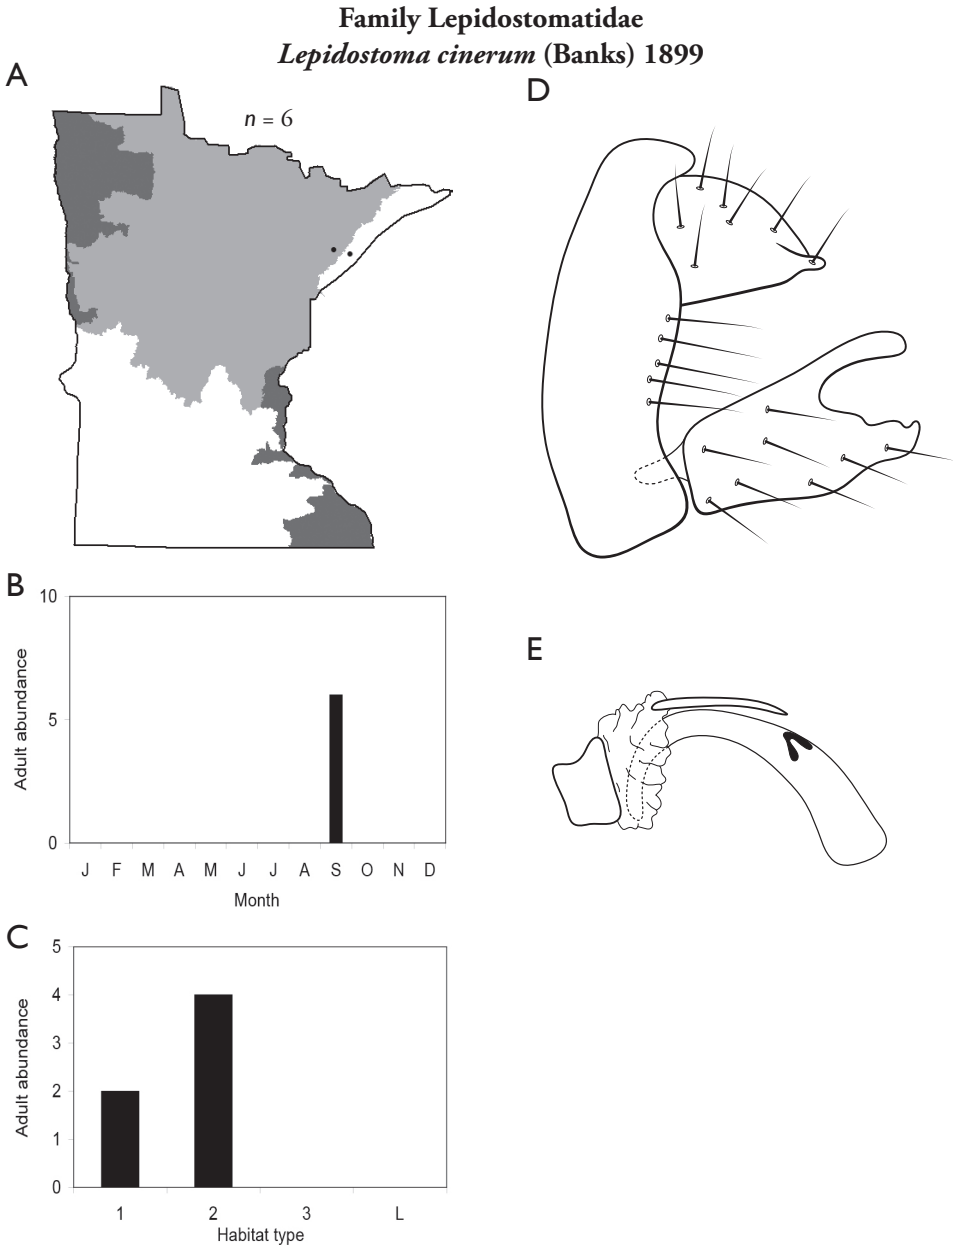 Family Lepidostomatidae
Lepidostoma cinerum (Banks) 1899
A
n = 6
B
10
5
0
Adult abundance
J F M A M J J A S O N D
Month
C
5
4
3
2
1
0
Adult abundance
1 2 3 L
Habitat type
D
E